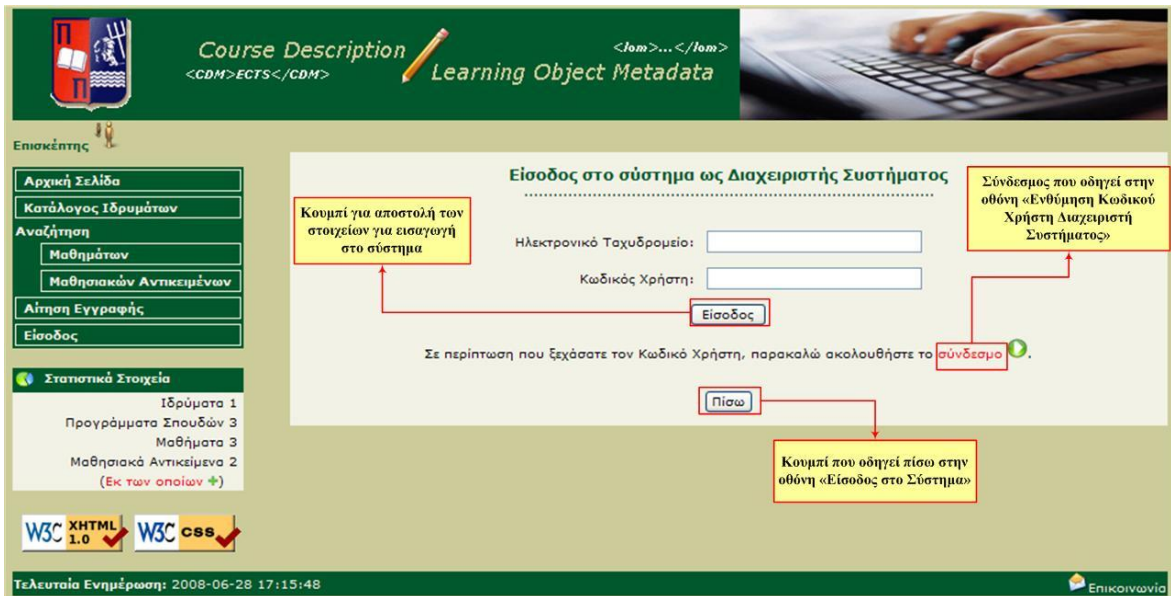 Course Description
<CDM>ECTS</CDM>
<lom>...</lom>
Learning Object Metadata
Επισκέπτης
Αρχική Σελίδα
Κατάλογος Ιδρυμάτων
Αναζήτηση
Μαθημάτων
Μαθησιακών Αντικειμένων
Αίτηση Εγγραφής
Είσοδος
Στατιστικά Στοιχεία
Ιδρύματα 1
Προγράμματα Σπουδών 3
Μαθήματα 3
Μαθησιακά Αντικείμενα 2
(Εκ των οποίων +)
W3C XHTML 1.0
W3C css
Είσοδος στο σύστημα ως Διαχειριστής Συστήματος
Κουμπί για αποστολή των
στοιχείων για εισαγωγή
στο σύστημα
Σύνδεσμος που οδηγεί στην
οθόνη «Ενθύμηση Κωδικού
Χρήστη Διαχειριστή
Συστήματος»
Ηλεκτρονικό Ταχυδρομείο:
Κωδικός Χρήστη:
Είσοδος
Σε περίπτωση που ξεχάσατε τον Κωδικό Χρήστη, παρακαλώ ακολουθήστε το σύνδεσμο .
Πίσω
Κουμπί που οδηγεί πίσω στην
οθόνη «Είσοδος στο Σύστημα»
Τελευταία Ενημέρωση: 2008-06-28 17:15:48
Επικοινωνία